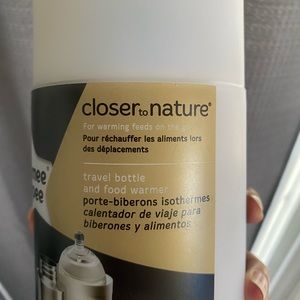 closer to nature®
For warming feeds on the go
Pour réchauffer les aliments lors
des déplacements
travel bottle
and food warmer
porte-biberons isothermes
calentador de viaje para
biberones y alimentos